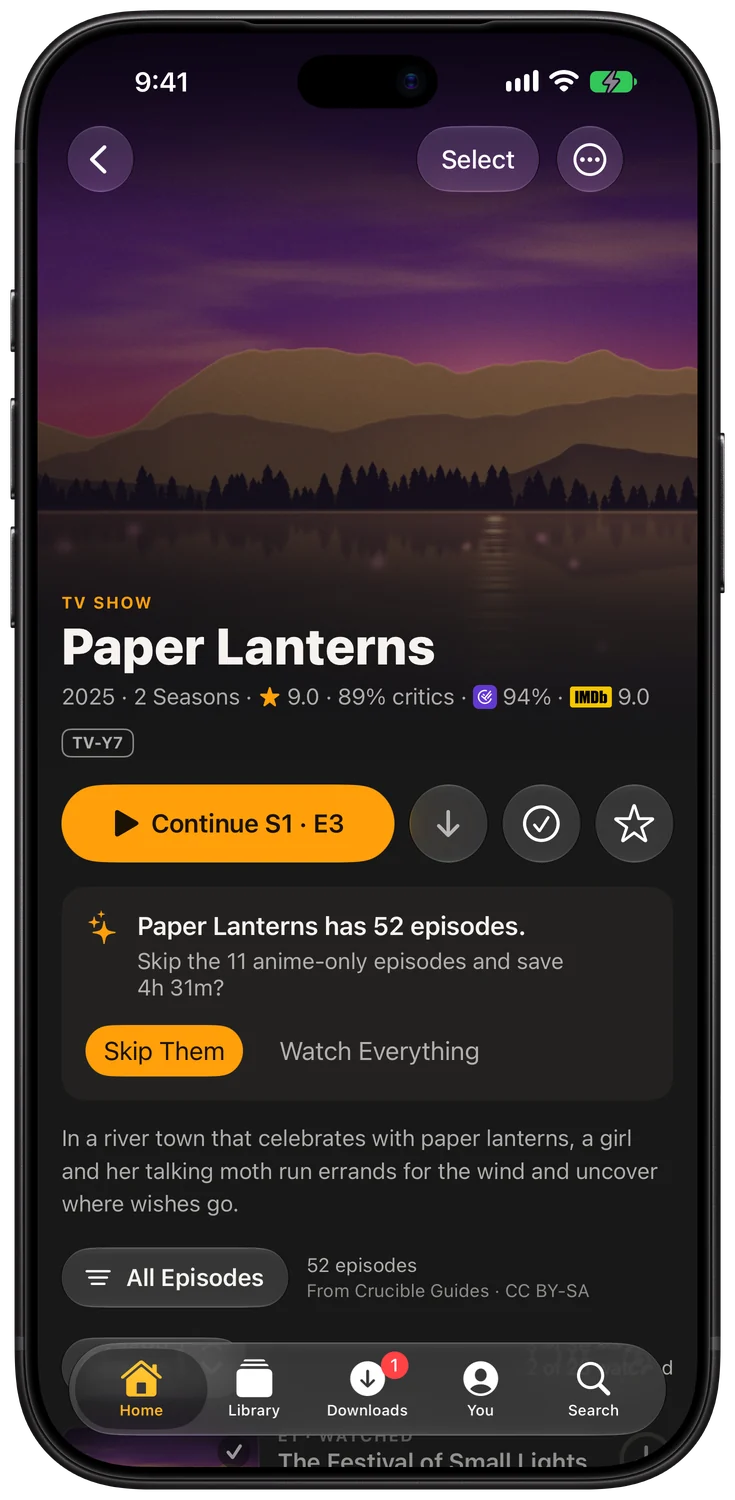 9:41
Select
TV SHOW
Paper Lanterns
2025 · 2 Seasons · 9.0 · 89% critics · 94% · IMDb 9.0
TV-Y7
Continue S1 · E3
Paper Lanterns has 52 episodes.
Skip the 11 anime-only episodes and save
4h 31m?
Skip Them
Watch Everything
In a river town that celebrates with paper lanterns, a girl
and her talking moth run errands for the wind and uncover
where wishes go.
All Episodes
52 episodes
From Crucible Guides · CC BY-SA
1
Home
Library
Downloads
You
Search
E1 · WATCHED
The Festival of Small Lights